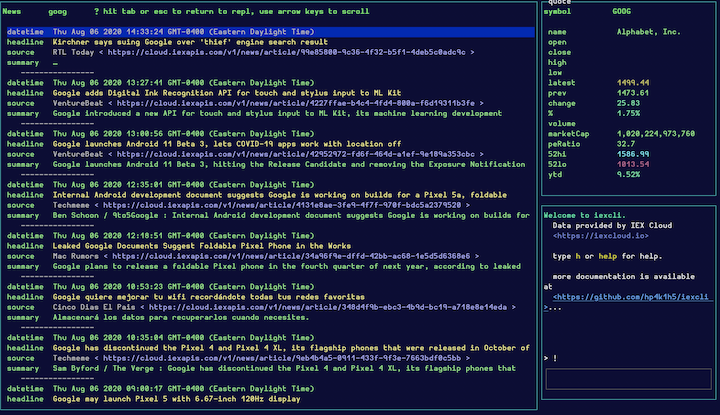 News goog ? hit tab or esc to return to repl, use arrow keys to scroll
datetime Thu Aug 06 2020 14:33:24 GMT-0400 (Eastern Daylight Time)
headline Kirchner says suing Google over 'thief' engine search result
source RTL Today < https://cloud.iexapis.com/v1/news/article/99e85800-9c36-4f32-b5f1-4deb5c0adc9c >
summary –
----------------
datetime Thu Aug 06 2020 13:27:41 GMT-0400 (Eastern Daylight Time)
headline Google adds Digital Ink Recognition API for touch and stylus input to ML Kit
source VentureBeat < https://cloud.iexapis.com/v1/news/article/4227ffae-b4c4-4fd4-800a-f6d19311b3fe >
summary Google introduced a new API for touch and stylus input to ML Kit, its machine learning development
----------------
datetime Thu Aug 06 2020 13:00:56 GMT-0400 (Eastern Daylight Time)
headline Google launches Android 11 Beta 3, lets COVID-19 apps work with location off
source VentureBeat < https://cloud.iexapis.com/v1/news/article/42952972-fd6f-464d-a1ef-9e189a353cbc >
summary Google launches Android 11 Beta 3, hitting the Release Candidate and removing the Exposure Notification
----------------
datetime Thu Aug 06 2020 12:35:01 GMT-0400 (Eastern Daylight Time)
headline Internal Android development document suggests Google is working on builds for a Pixel 5a, foldable
source Techmeme < https://cloud.iexapis.com/v1/news/article/4131e8ae-3fe9-4f7f-970f-bdc5a2379520 >
summary Ben Schoon / 9to5Google : Internal Android development document suggests Google is working on builds for
----------------
datetime Thu Aug 06 2020 12:18:51 GMT-0400 (Eastern Daylight Time)
headline Leaked Google Documents Suggest Foldable Pixel Phone in the Works
source Mac Rumors < https://cloud.iexapis.com/v1/news/article/34a96f9e-dffd-42bb-ac68-1e5d5d6368e6 >
summary Google plans to release a foldable Pixel phone in the fourth quarter of next year, according to leaked
----------------
datetime Thu Aug 06 2020 10:53:23 GMT-0400 (Eastern Daylight Time)
headline Google quiere mejorar tu wifi recordándote todas tus redes favoritas
source Cinco Dias El Pais < https://cloud.iexapis.com/v1/news/article/348d4f9b-ebc3-4b9d-bc19-a718e8e14eda >
summary Almacenará los datos para recuperarlos cuando necesites.
----------------
datetime Thu Aug 06 2020 10:35:04 GMT-0400 (Eastern Daylight Time)
headline Google has discontinued the Pixel 4 and Pixel 4 XL, its flagship phones that were released in October of
source Techmeme < https://cloud.iexapis.com/v1/news/article/9eb4b4a5-0911-433f-9f3e-7663bdf0c5bb >
summary Sam Byford / The Verge : Google has discontinued the Pixel 4 and Pixel 4 XL, its flagship phones that
----------------
datetime Thu Aug 06 2020 09:00:17 GMT-0400 (Eastern Daylight Time)
headline Google may launch Pixel 5 with 6.67-inch 120Hz display
quote
symbol GOOG
name Alphabet, Inc.
open
close
high
low
latest 1499.44
prev 1473.61
change 25.83
% 1.75%
volume
marketCap 1,020,224,973,760
peRatio 32.7
52hi 1586.99
52lo 1013.54
ytd 9.52%
Welcome to iexcli.
Data provided by IEX Cloud
<https://iexcloud.io>
type h or help for help.
more documentation is available
at
<https://github.com/hp4k1h5/iexcli
>...
> !